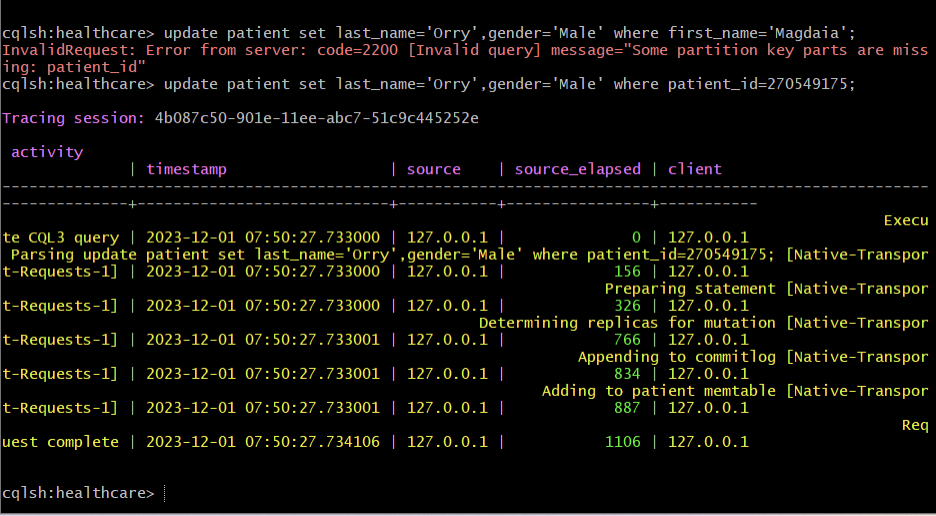 cqlsh:healthcare> update patient set last_name='Orry',gender='Male' where first_name='Magdaia';
InvalidRequest: Error from server: code=2200 [Invalid query] message="Some partition key parts are miss
ing: patient_id"
cqlsh:healthcare> update patient set last_name='Orry',gender='Male' where patient_id=270549175;
Tracing session: 4b087c50-901e-11ee-abc7-51c9c445252e
activity
| timestamp | source | source_elapsed | client
-------------------------------------------------------------------------------------------------------
--------------+----------------------------+-----------+----------------+-----------
Execu
te CQL3 query | 2023-12-01 07:50:27.733000 | 127.0.0.1 | 0 | 127.0.0.1
Parsing update patient set last_name='Orry',gender='Male' where patient_id=270549175; [Native-Transpor
t-Requests-1] | 2023-12-01 07:50:27.733000 | 127.0.0.1 | 156 | 127.0.0.1
Preparing statement [Native-Transpor
t-Requests-1] | 2023-12-01 07:50:27.733000 | 127.0.0.1 | 326 | 127.0.0.1
Determining replicas for mutation [Native-Transpor
t-Requests-1] | 2023-12-01 07:50:27.733001 | 127.0.0.1 | 766 | 127.0.0.1
Appending to commitlog [Native-Transpor
t-Requests-1] | 2023-12-01 07:50:27.733001 | 127.0.0.1 | 834 | 127.0.0.1
Adding to patient memtable [Native-Transpor
t-Requests-1] | 2023-12-01 07:50:27.733001 | 127.0.0.1 | 887 | 127.0.0.1
Req
uest complete | 2023-12-01 07:50:27.734106 | 127.0.0.1 | 1106 | 127.0.0.1
cqlsh:healthcare>